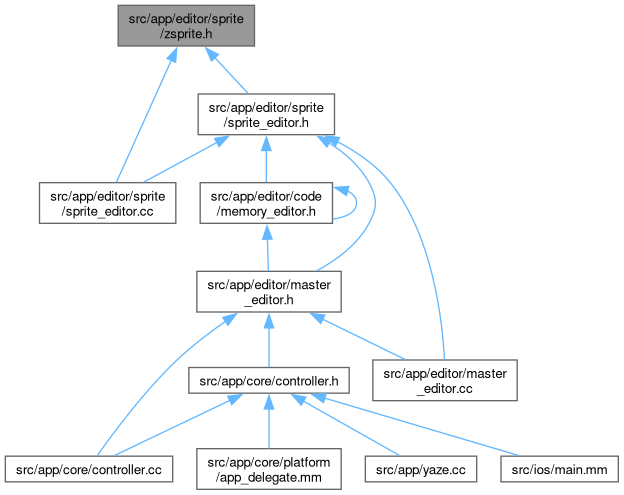 src/app/editor/sprite
/zsprite.h
src/app/editor/sprite
/sprite_editor.h
src/app/editor/sprite
/sprite_editor.cc
src/app/editor/code
/memory_editor.h
src/app/editor/master
_editor.h
src/app/core/controller.h
src/app/editor/master
_editor.cc
src/app/core/controller.cc
src/app/core/platform
/app_delegate.mm
src/app/yaze.cc
src/ios/main.mm